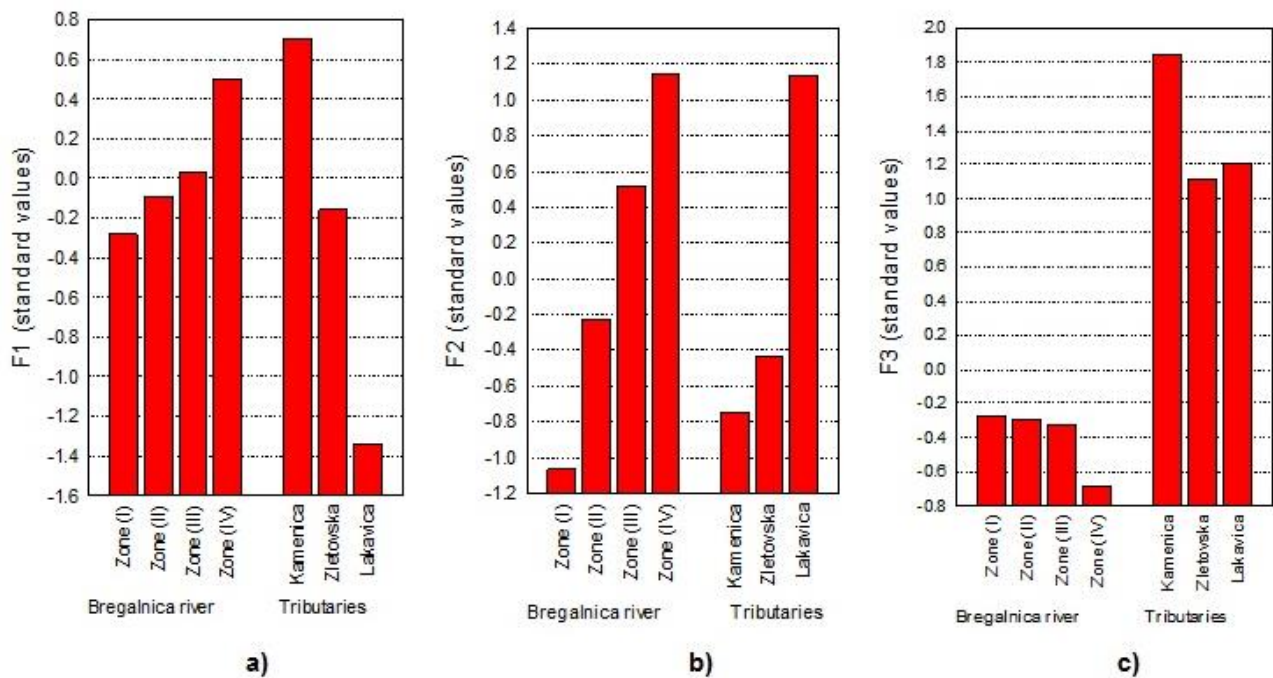 F1 (standard values)
0.8
0.6
0.4
0.2
0.0
-0.2
-0.4
-0.6
-0.8
-1.0
-1.2
-1.4
-1.6
Zone (I)
Zone (II)
Zone (III)
Zone (IV)
Kamenica
Zletovska
Lakavica
Bregalnica river
Tributaries
a)
F2 (standard values)
1.4
1.2
1.0
0.8
0.6
0.4
0.2
0.0
-0.2
-0.4
-0.6
-0.8
-1.0
-1.2
Zone (I)
Zone (II)
Zone (III)
Zone (IV)
Kamenica
Zletovska
Lakavica
Bregalnica river
Tributaries
b)
F3 (standard values)
2.0
1.8
1.6
1.4
1.2
1.0
0.8
0.6
0.4
0.2
0.0
-0.2
-0.4
-0.6
-0.8
Zone (I)
Zone (II)
Zone (III)
Zone (IV)
Kamenica
Zletovska
Lakavica
Bregalnica river
Tributaries
c)